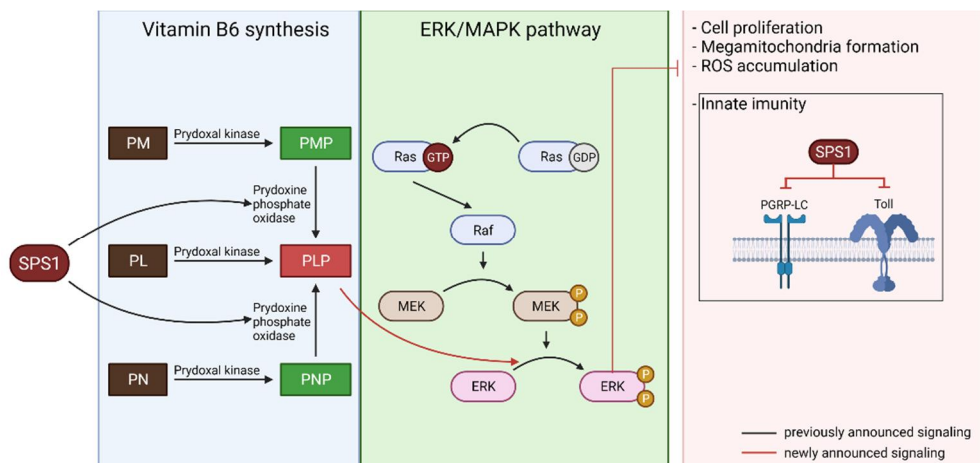 Vitamin B6 synthesis
ERK/MAPK pathway
- Cell proliferation
- Megamitochondria formation
- ROS accumulation
- Innate imunity
SPS1
PM
Prydoxal kinase
PMP
Prydoxine
phosphate
oxidase
PL
Prydoxal kinase
PLP
Prydoxine
phosphate
oxidase
PN
Prydoxal kinase
PNP
Ras
GTP
Ras
GDP
Raf
MEK
MEK
P
P
ERK
ERK
P
P
SPS1
PGRP-LC
Toll
previously announced signaling
newly announced signaling